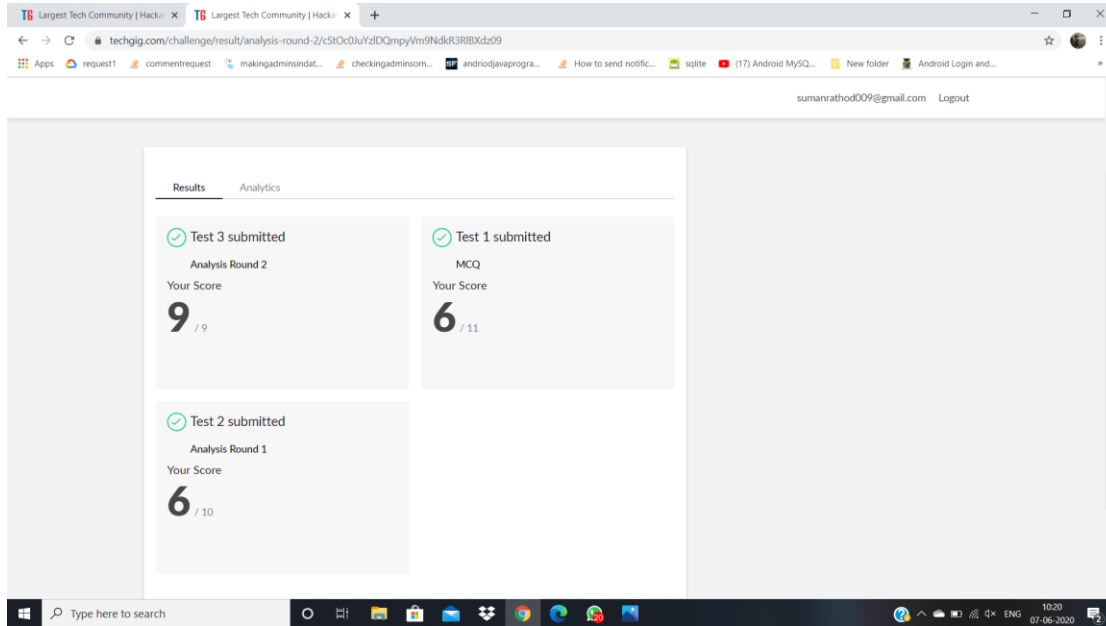 TG Largest Tech Community | Hacka TG Largest Tech Community | Hacka
techgig.com/challenge/result/analysis-round-2/cStOc0JuYzlDQmpyVm9NdkR3RlBXdz09
Apps request1 commentrequest makingadminsindat... checkingadminsorn... SF andriodjavaprogra... How to send notific... sqlite (17) Android MySQ... New folder Android Login and... »
sumanrathod009@gmail.com Logout
Results Analytics
Test 3 submitted
Analysis Round 2
Your Score
9 / 9
Test 1 submitted
MCQ
Your Score
6 / 11
Test 2 submitted
Analysis Round 1
Your Score
6 / 10
Type here to search
20
ENG
10:20
07-06-2020
2